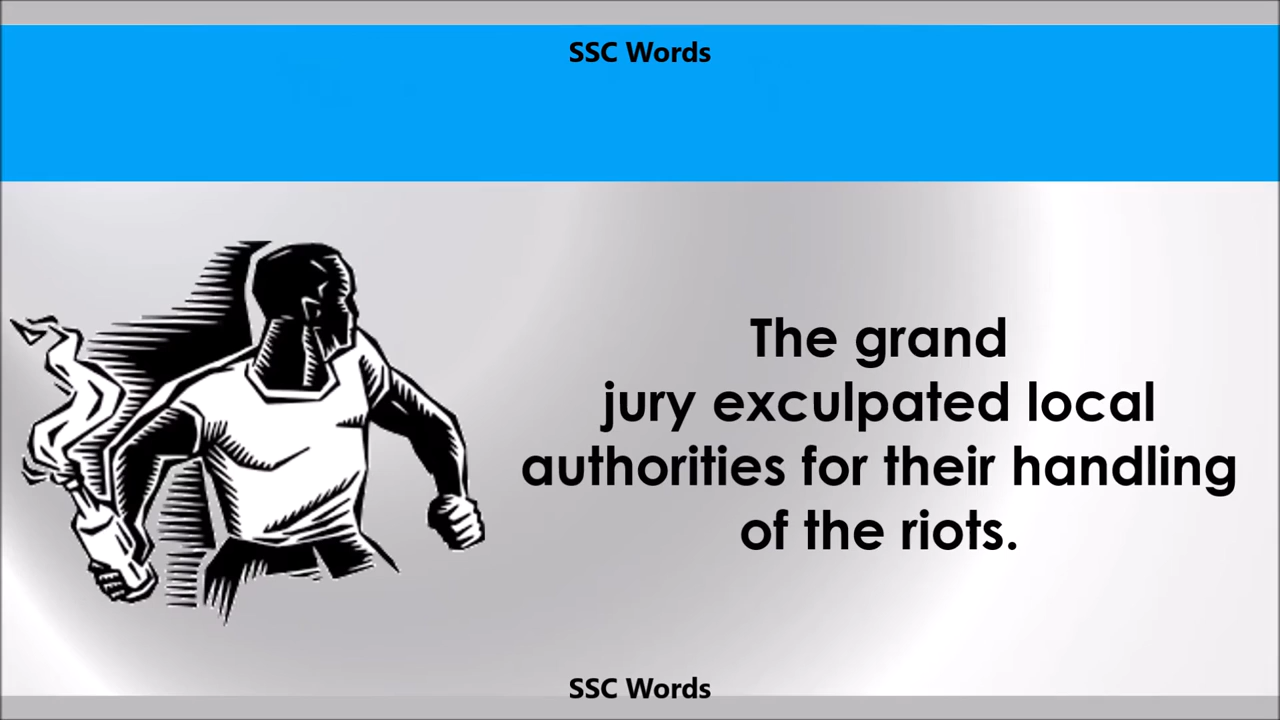 SSC Words
The grand
jury exculpated local
authorities for their handling
of the riots.
SSC Words